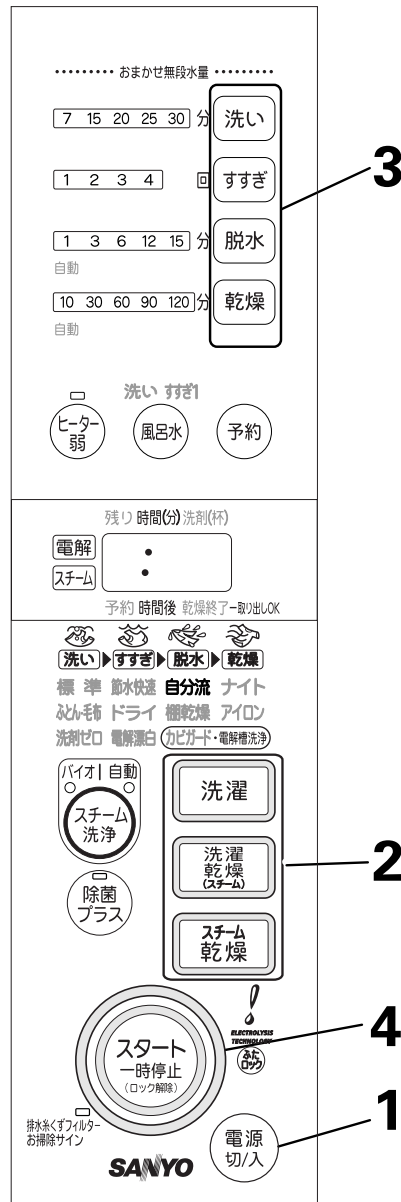 おまかせ無段水量
7 15 20 25 30 分 洗い
3
1 2 3 4 回 すすぎ
1 3 6 12 15 分 脱水
自動
10 30 60 90 120 分 乾燥
自動
洗い すすぎ1
ヒーター
弱
風呂水
予約
残り 時間(分) 洗剤(杯)
電解
スチーム
:
予約 時間後 乾燥終了ー取り出しOK
洗い すすぎ 脱水 乾燥
標準 節水快速 自分流 ナイト
ふとん・毛布 ドライ 棚乾燥 アイロン
洗剤ゼロ 電解漂白 カビガード・電解槽洗浄
バイオ 自動
スチーム
洗浄
洗濯
洗濯
乾燥
(スチーム)
2
除菌
プラス
スチーム
乾燥
ELECTROLYSIS
TECHNOLOGY
ふた
ロック
スタート
一時停止
(ロック解除)
4
排水糸くずフィルター
お掃除サイン
電源
切/入
1
SANYO